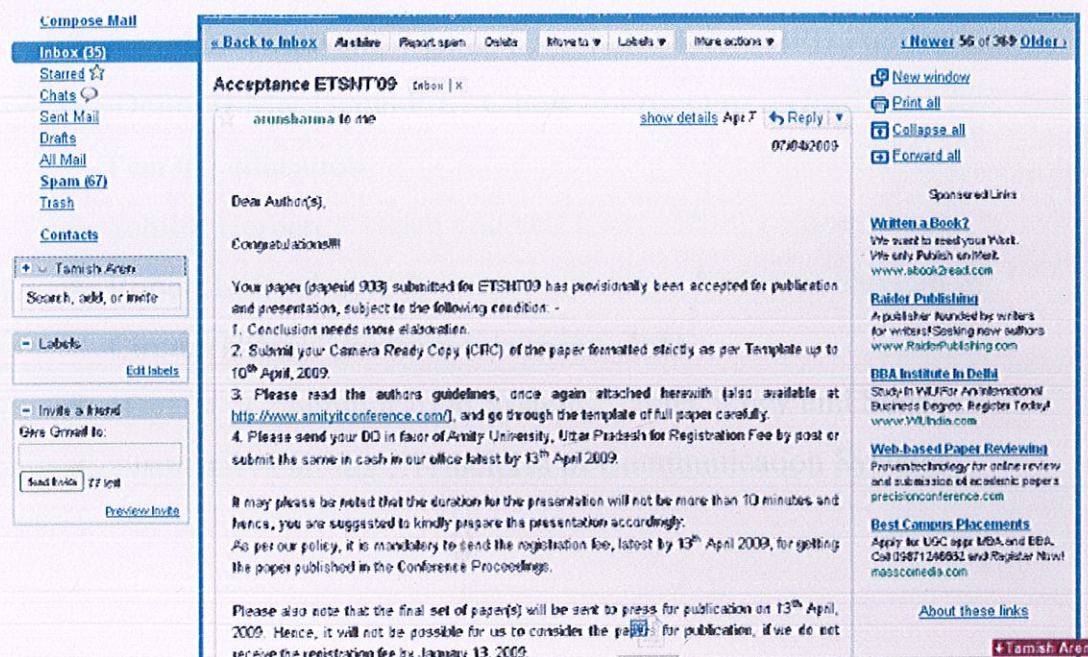 Compose Mail
Inbox (35)
Starred
Chats
Sent Mail
Drafts
All Mail
Spam (67)
Trash
Contacts
Tamish Aren
Search, add, or invite
Labels
Edit labels
Invite a friend
Give Gmail to:
Send Invite 77 left
Preview Invite
« Back to Inbox Archive Report spam Delete Move to Labels More actions ‹ Newer 56 of 369 Older ›
Acceptance ETSHT'09 Inbox | X
arunsharma to me show details Apr 7 Reply
07/04/2009
Dear Author(s),
Congratulations!!!!
Your paper (paperid 903) submitted for ETSHT09 has provisionally been accepted for publication
and presentation, subject to the following condition: -
1. Conclusion needs more elaboration.
2. Submit your Camera Ready Copy (CRC) of the paper formatted strictly as per Template up to
10th April, 2009.
3. Please read the authors guidelines, once again attached herewith (also available at
http://www.amityitconference.com/), and go through the template of full paper carefully.
4. Please send your DD in favor of Amity University, Uttar Pradesh for Registration Fee by post or
submit the same in cash in our office latest by 13th April 2009.
It may please be noted that the duration for the presentation will not be more than 10 minutes and
hence, you are suggested to kindly prepare the presentation accordingly.
As per our policy, it is mandatory to send the registration fee, latest by 13th April 2009, for getting
the paper published in the Conference Proceedings.
Please also note that the final set of paper(s) will be sent to press for publication on 13th April,
2009. Hence, it will not be possible for us to consider the papers for publication, if we do not
receive the registration fee by January 13, 2009.
New window
Print all
Collapse all
Forward all
Sponsored Links
Written a Book?
We want to read your Work.
We only Publish on Merit.
www.abook2read.com
Raider Publishing
A publisher founded by writers
for writers! Seeking new authors
www.RaiderPublishing.com
BBA Institute In Delhi
Study In WIU For An International
Business Degree. Register Today!
www.WIUIndia.com
Web-based Paper Reviewing
Proven technology for online review
and submission of academic papers
precisionconference.com
Best Campus Placements
Apply for UGC appr MBA and BBA.
Call and Register Now!
masscomedia.com
About these links
Tamish Aren